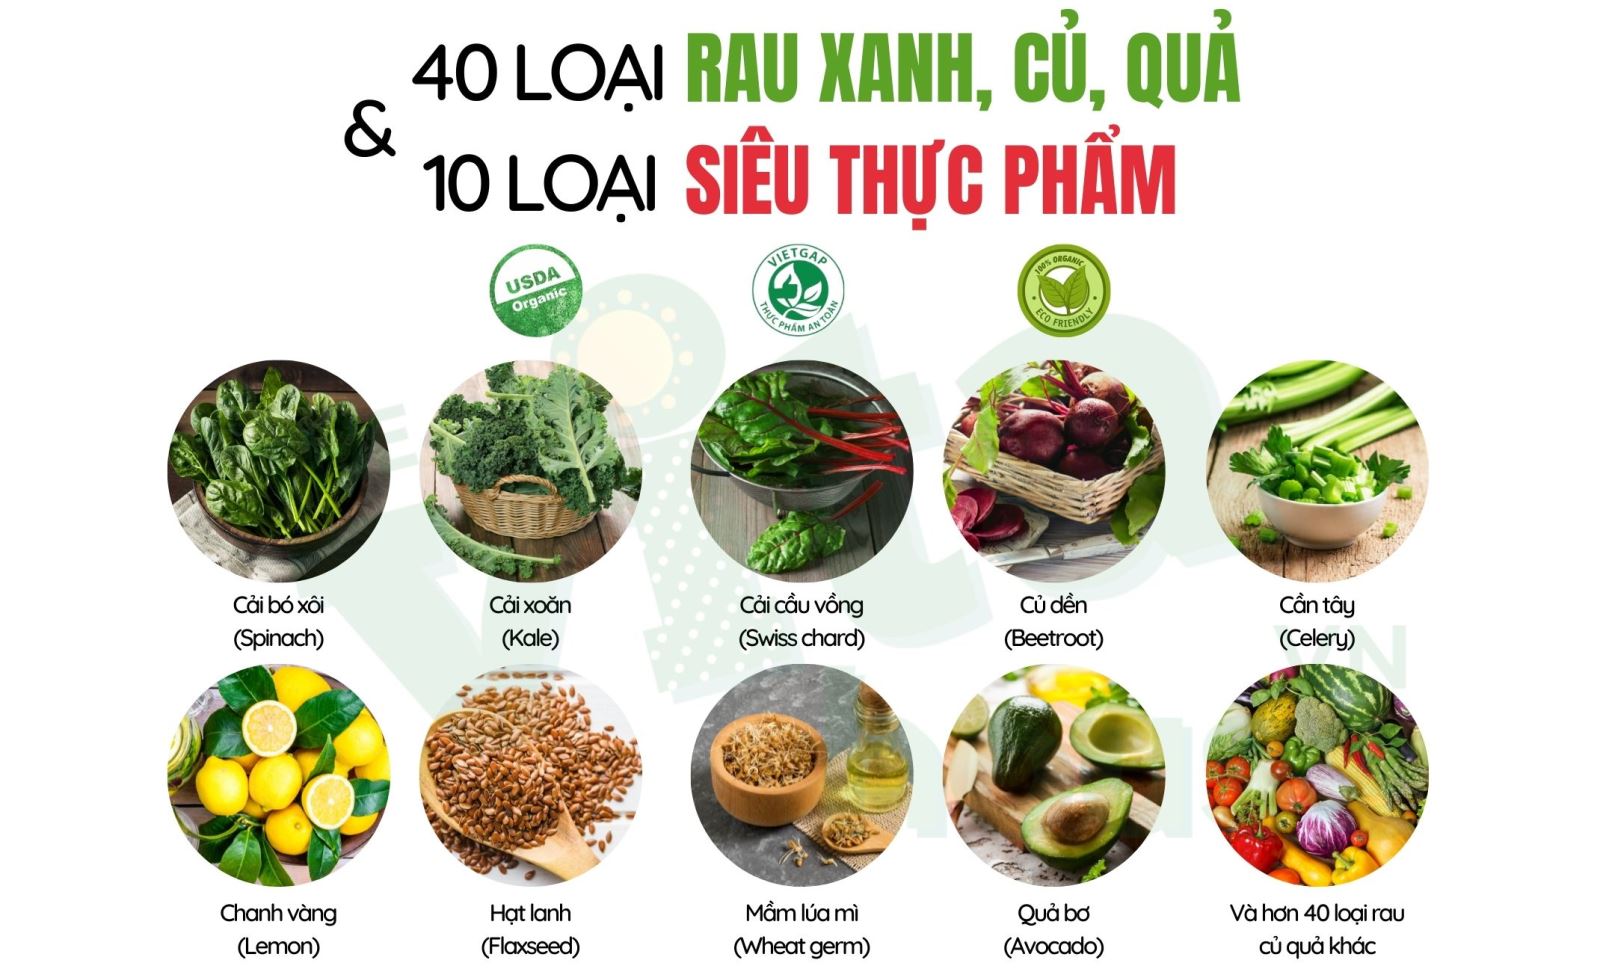 40 LOẠI RAU XANH, CỦ, QUẢ
&
10 LOẠI SIÊU THỰC PHẨM
USDA
Organic
VIETGAP
THỰC PHẨM AN TOÀN
100% ORGANIC
ECO FRIENDLY
Cải bó xôi
(Spinach)
Cải xoăn
(Kale)
Cải cầu vồng
(Swiss chard)
Củ dền
(Beetroot)
Cần tây
(Celery)
Chanh vàng
(Lemon)
Hạt lanh
(Flaxseed)
Mầm lúa mì
(Wheat germ)
Quả bơ
(Avocado)
Và hơn 40 loại rau
củ quả khác
Vita
VN